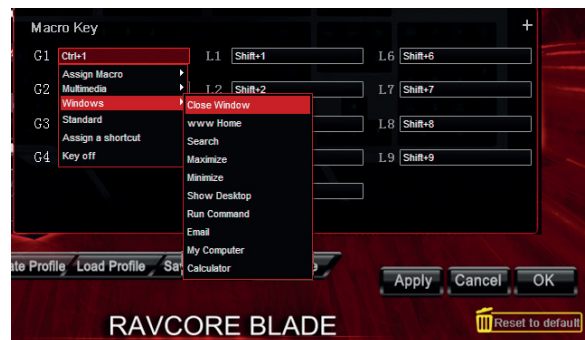 Macro Key +
G1 Ctrl+1 L1 Shift+1 L6 Shift+6
Assign Macro
G2 Multimedia L2 Shift+2 L7 Shift+7
Windows Close Window
G3 Standard www Home L8 Shift+8
Assign a shortcut Search
G4 Key off Maximize L9 Shift+9
Minimize
Show Desktop
Run Command
Email
My Computer
Profile Load Profile Calculator
Apply Cancel OK
RAVCORE BLADE Reset to default